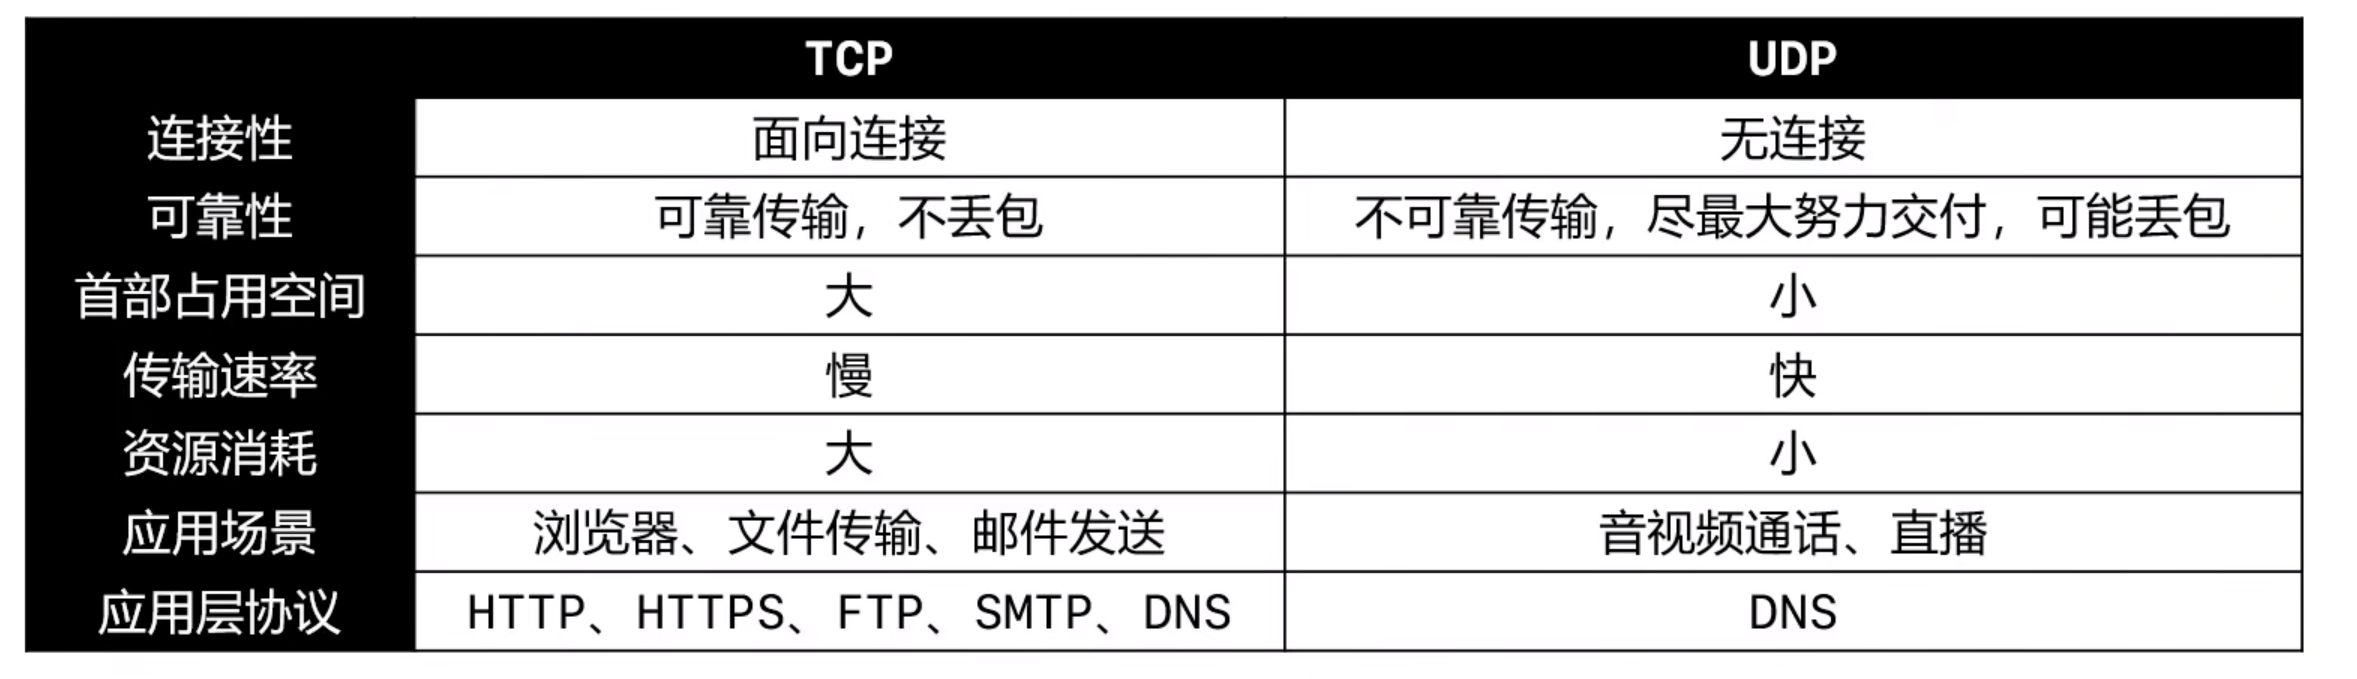 TCP UDP
连接性 面向连接 无连接
可靠性 可靠传输，不丢包 不可靠传输，尽最大努力交付，可能丢包
首部占用空间 大 小
传输速率 慢 快
资源消耗 大 小
应用场景 浏览器、文件传输、邮件发送 音视频通话、直播
应用层协议 HTTP、HTTPS、FTP、SMTP、DNS DNS